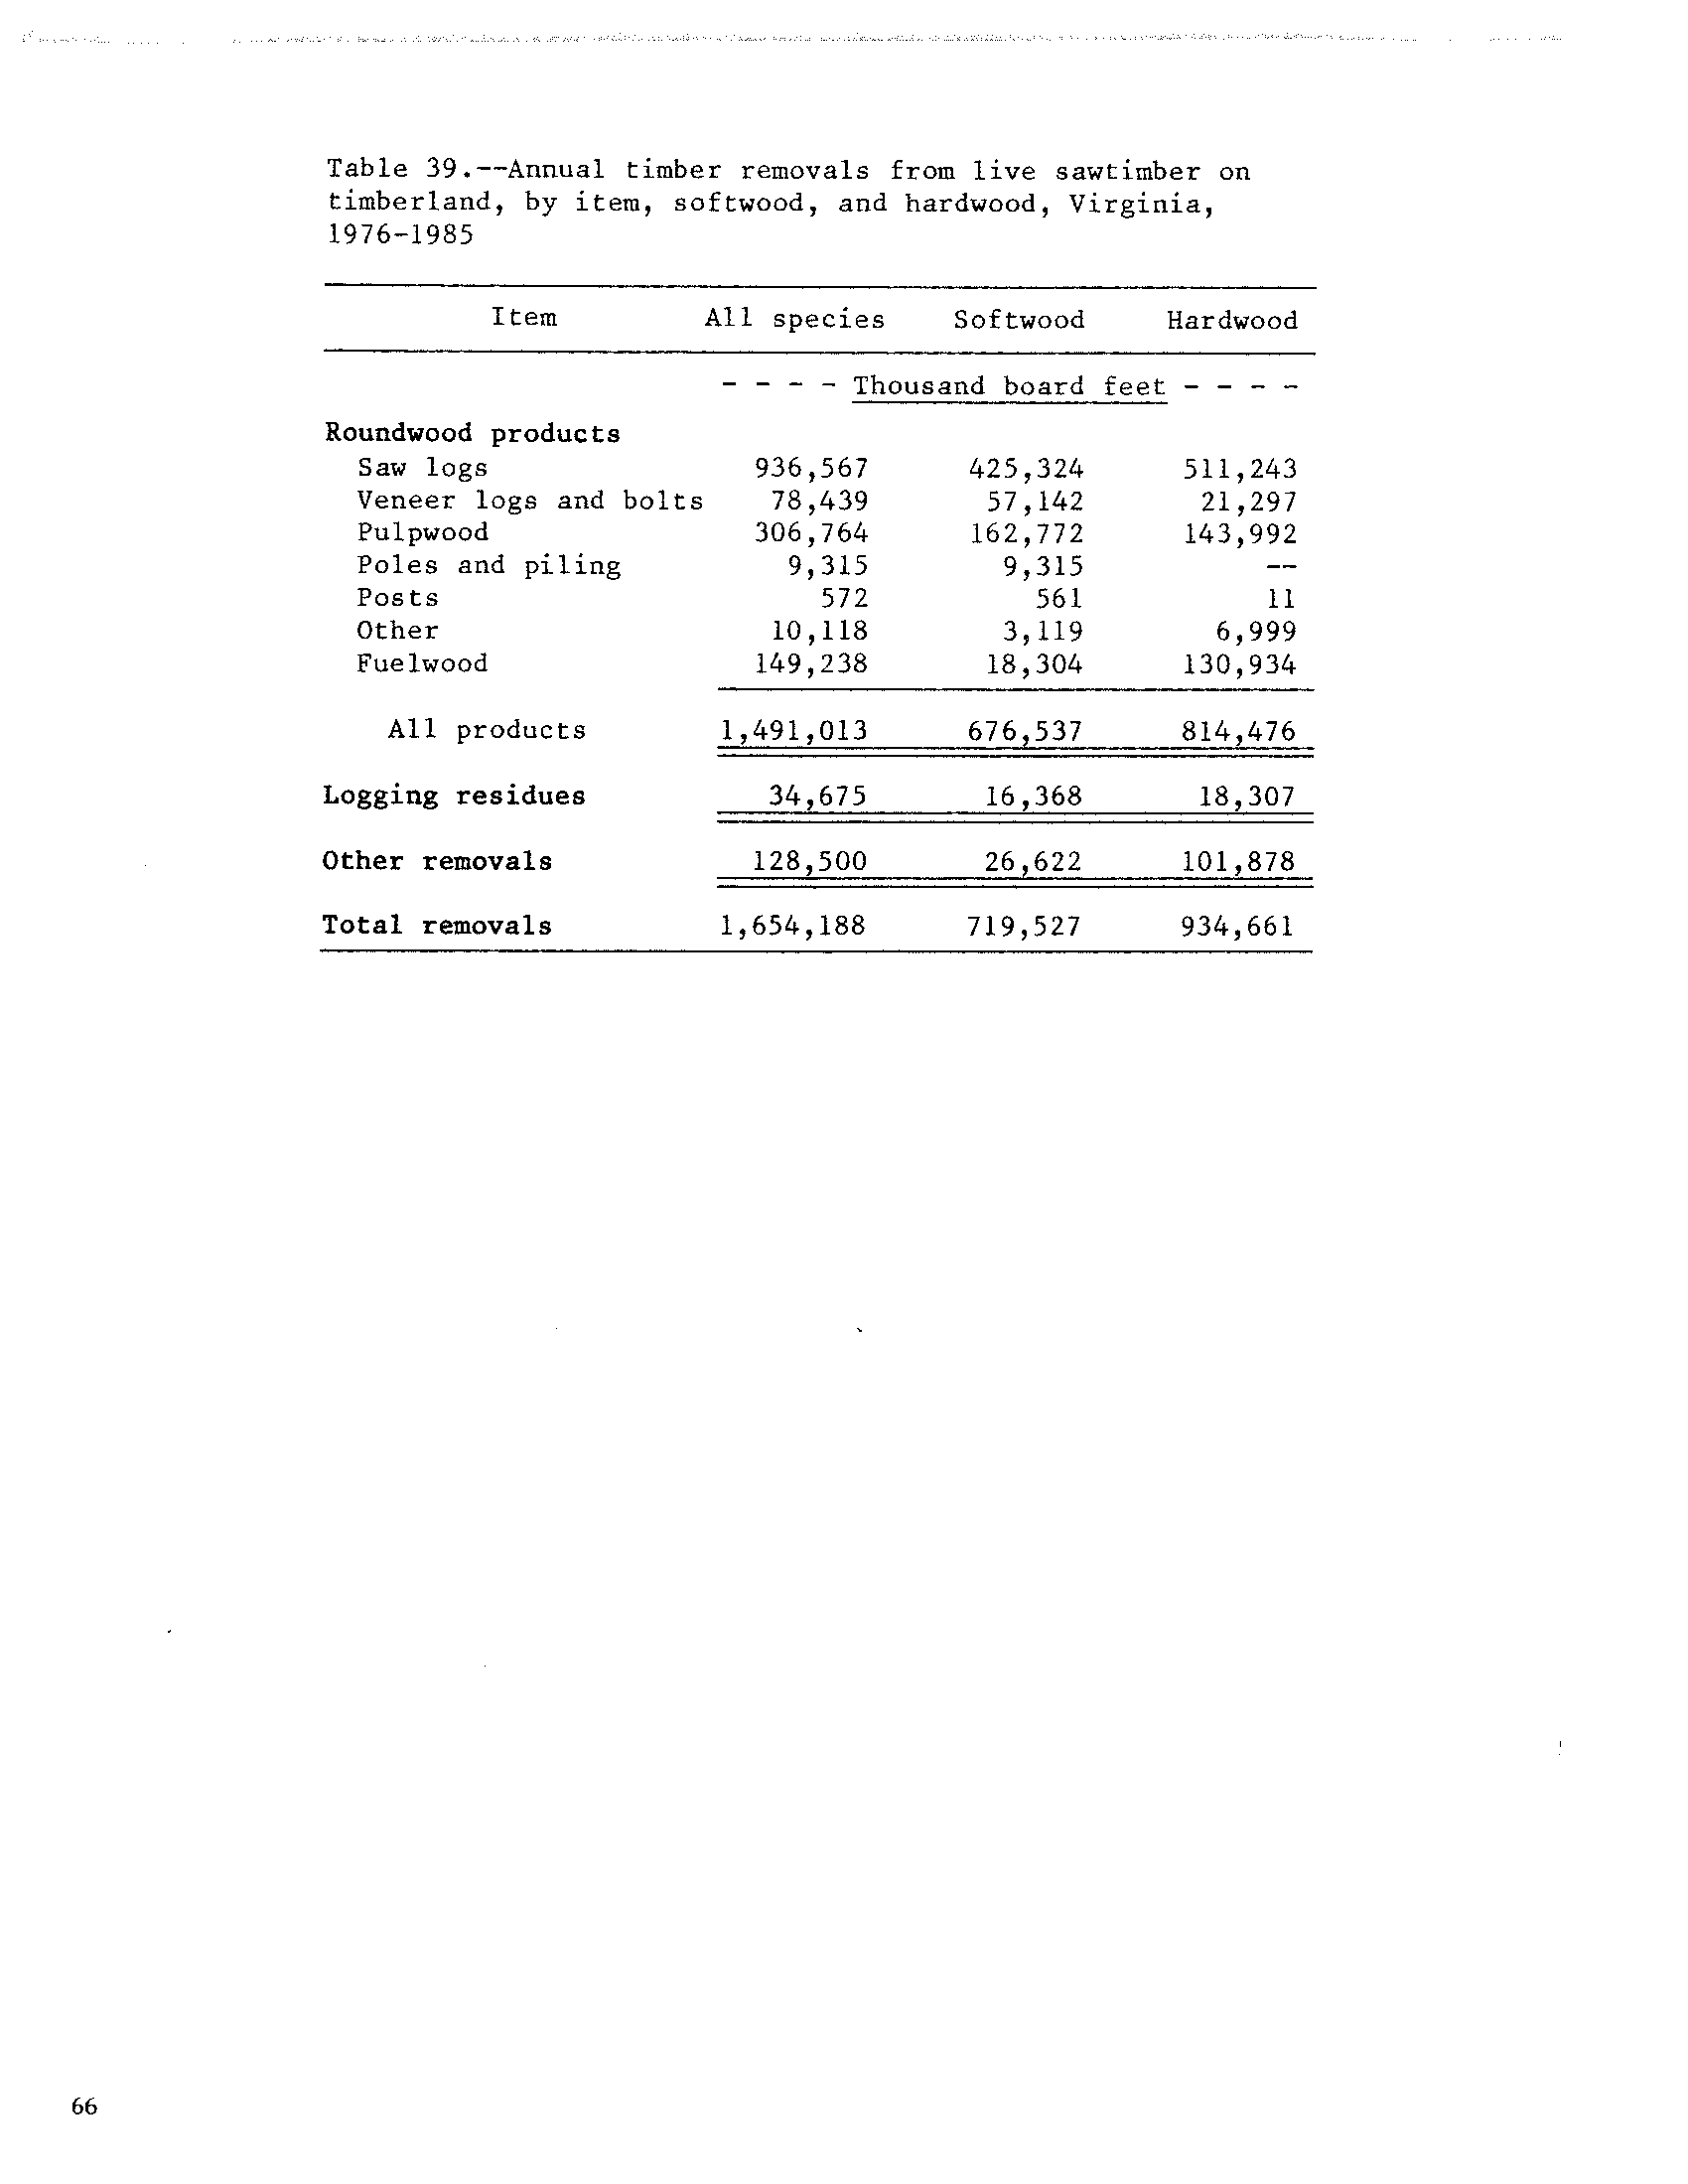 Table 39.--Annual timber removals from live sawtimber on
timberland, by item, softwood, and hardwood, Virginia,
1976-1985
Item All species Softwood Hardwood
- - - - Thousand board feet - - - -
Roundwood products
Saw logs 936,567 425,324 511,243
Veneer logs and bolts 78,439 57,142 21,297
Pulpwood 306,764 162,772 143,992
Poles and piling 9,315 9,315 --
Posts 572 561 11
Other 10,118 3,119 6,999
Fuelwood 149,238 18,304 130,934
All products 1,491,013 676,537 814,476
Logging residues 34,675 16,368 18,307
Other removals 128,500 26,622 101,878
Total removals 1,654,188 719,527 934,661
66